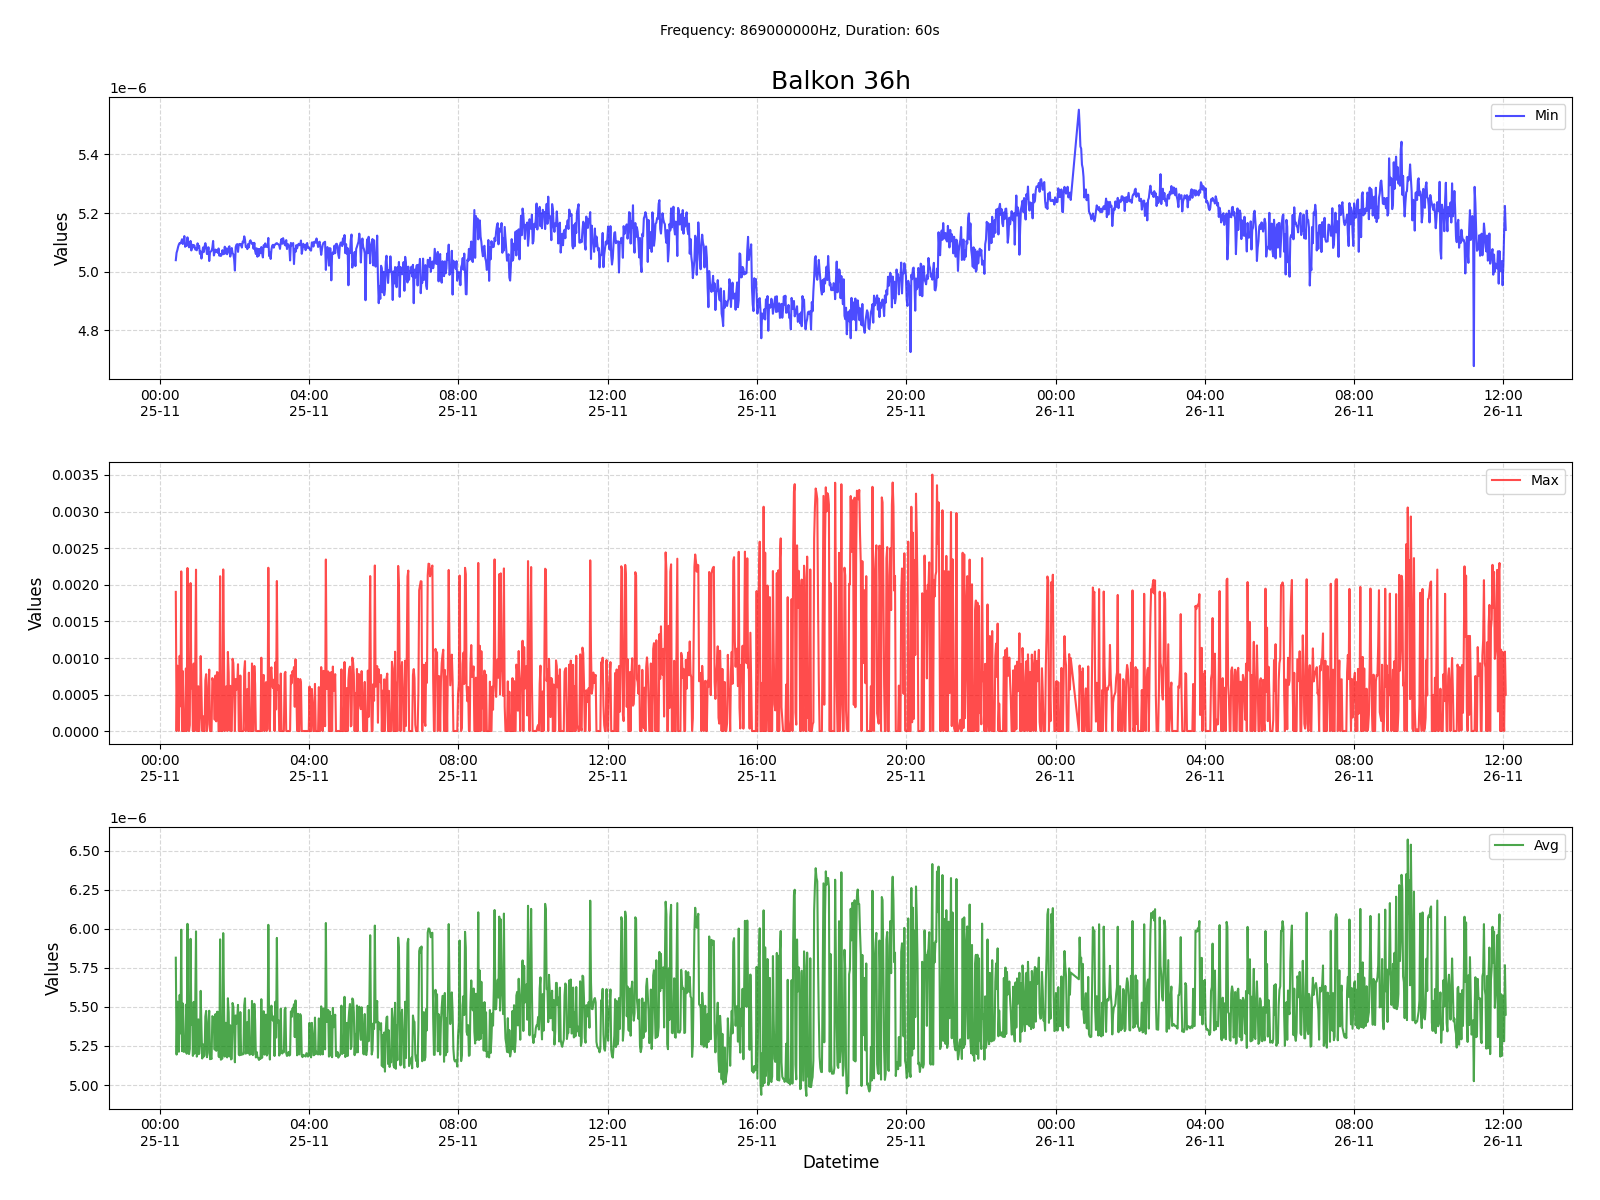 Frequency: 869000000Hz, Duration: 60s
Balkon 36h
1e−6
Min
Values
5.4
5.2
5.0
4.8
00:00 04:00 08:00 12:00 16:00 20:00 00:00 04:00 08:00 12:00
25-11 25-11 25-11 25-11 25-11 25-11 26-11 26-11 26-11 26-11
Max
Values
0.0035
0.0030
0.0025
0.0020
0.0015
0.0010
0.0005
0.0000
00:00 04:00 08:00 12:00 16:00 20:00 00:00 04:00 08:00 12:00
25-11 25-11 25-11 25-11 25-11 25-11 26-11 26-11 26-11 26-11
1e−6
Avg
Values
6.50
6.25
6.00
5.75
5.50
5.25
5.00
00:00 04:00 08:00 12:00 16:00 20:00 00:00 04:00 08:00 12:00
25-11 25-11 25-11 25-11 25-11 25-11 26-11 26-11 26-11 26-11
Datetime